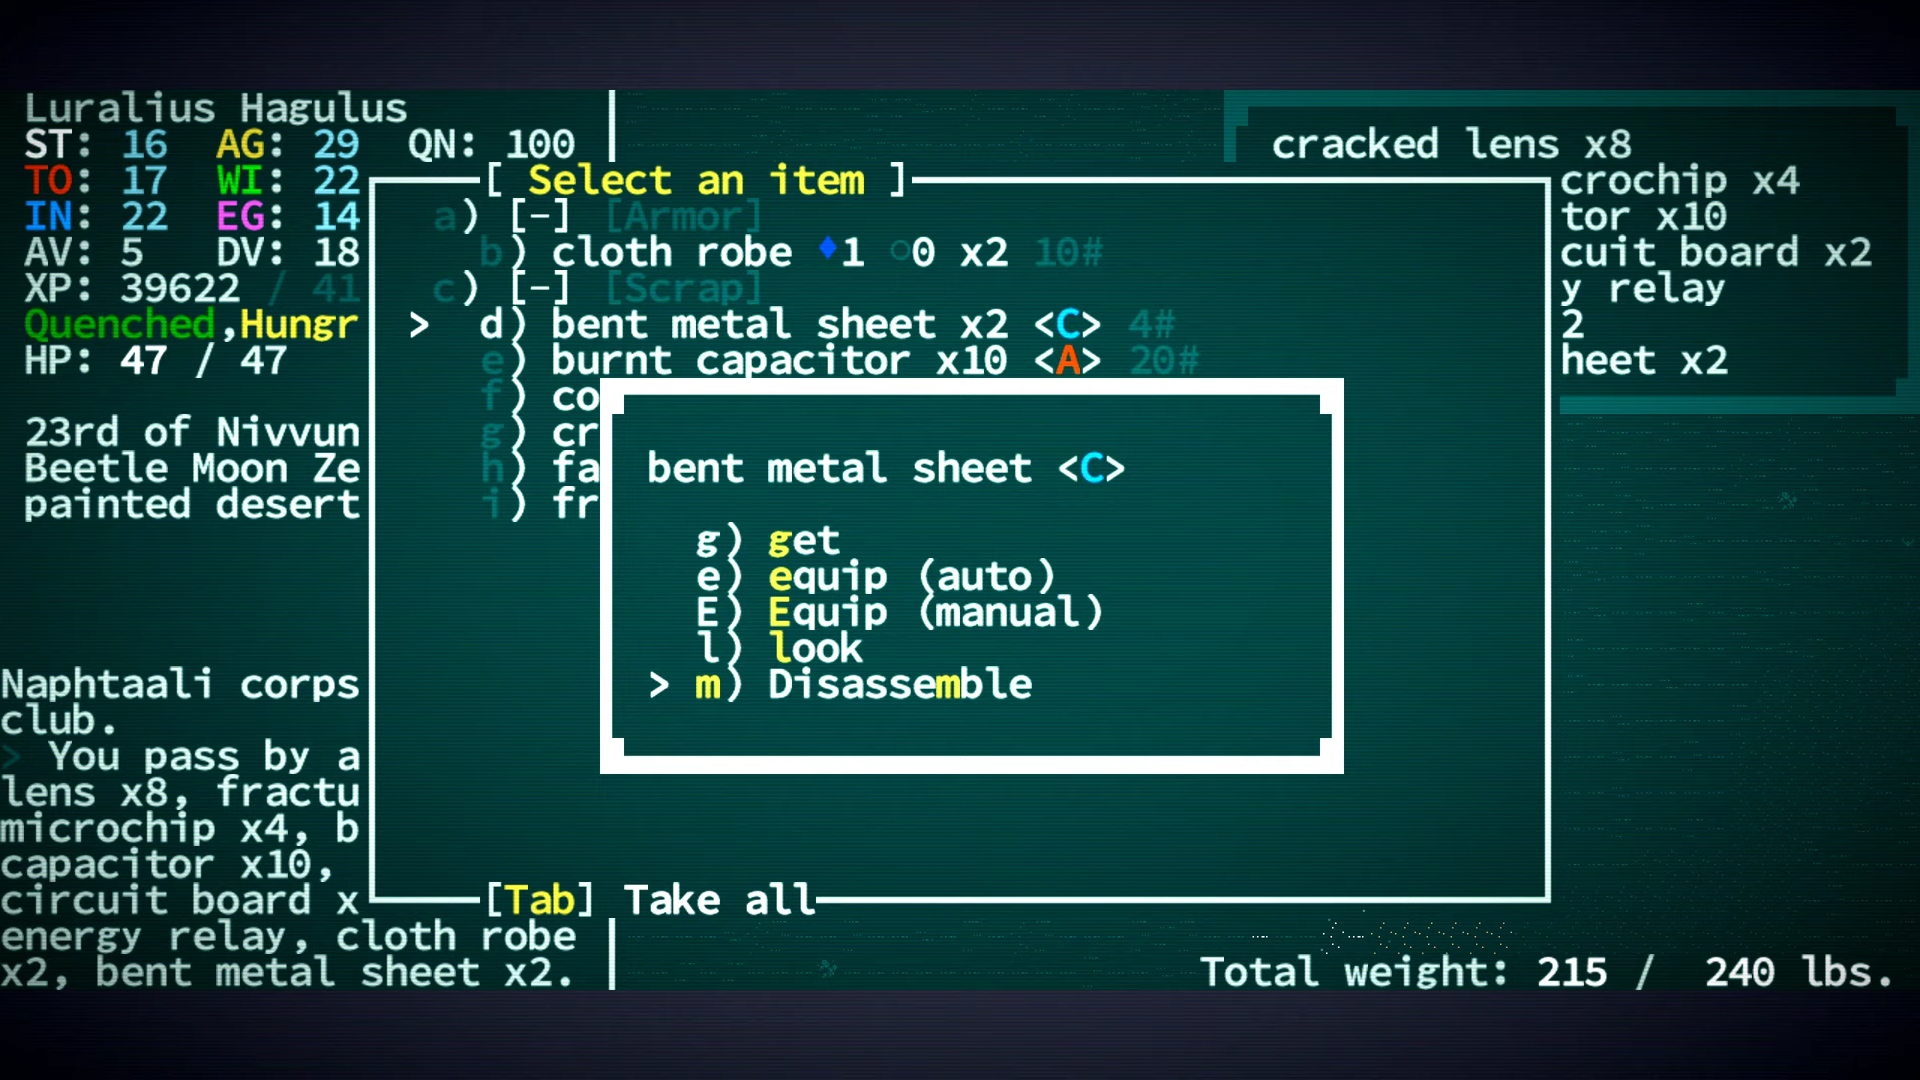 Luralius Hagulus
ST: 16 AG: 29 QN: 100
TO: 17 WI: 22
IN: 22 EG: 14
AV: 5 DV: 18
XP: 39622 / 41
Quenched,Hungr
HP: 47 / 47
23rd of Nivvun
Beetle Moon Ze
painted desert
Naphtaali corps
club.
> You pass by a
lens x8, fractu
microchip x4, b
capacitor x10,
circuit board x
energy relay, cloth robe
x2, bent metal sheet x2.
[ Select an item ]
a) [-] [Armor]
b) cloth robe ♦1 ○0 x2 10#
c) [-] [Scrap]
> d) bent metal sheet x2 <C> 4#
e) burnt capacitor x10 <A> 20#
f) co
g) cr
h) fa
i) fr
bent metal sheet <C>
g) get
e) equip (auto)
E) Equip (manual)
l) look
> m) Disassemble
[Tab] Take all
cracked lens x8
crochip x4
tor x10
cuit board x2
y relay
2
heet x2
Total weight: 215 / 240 lbs.